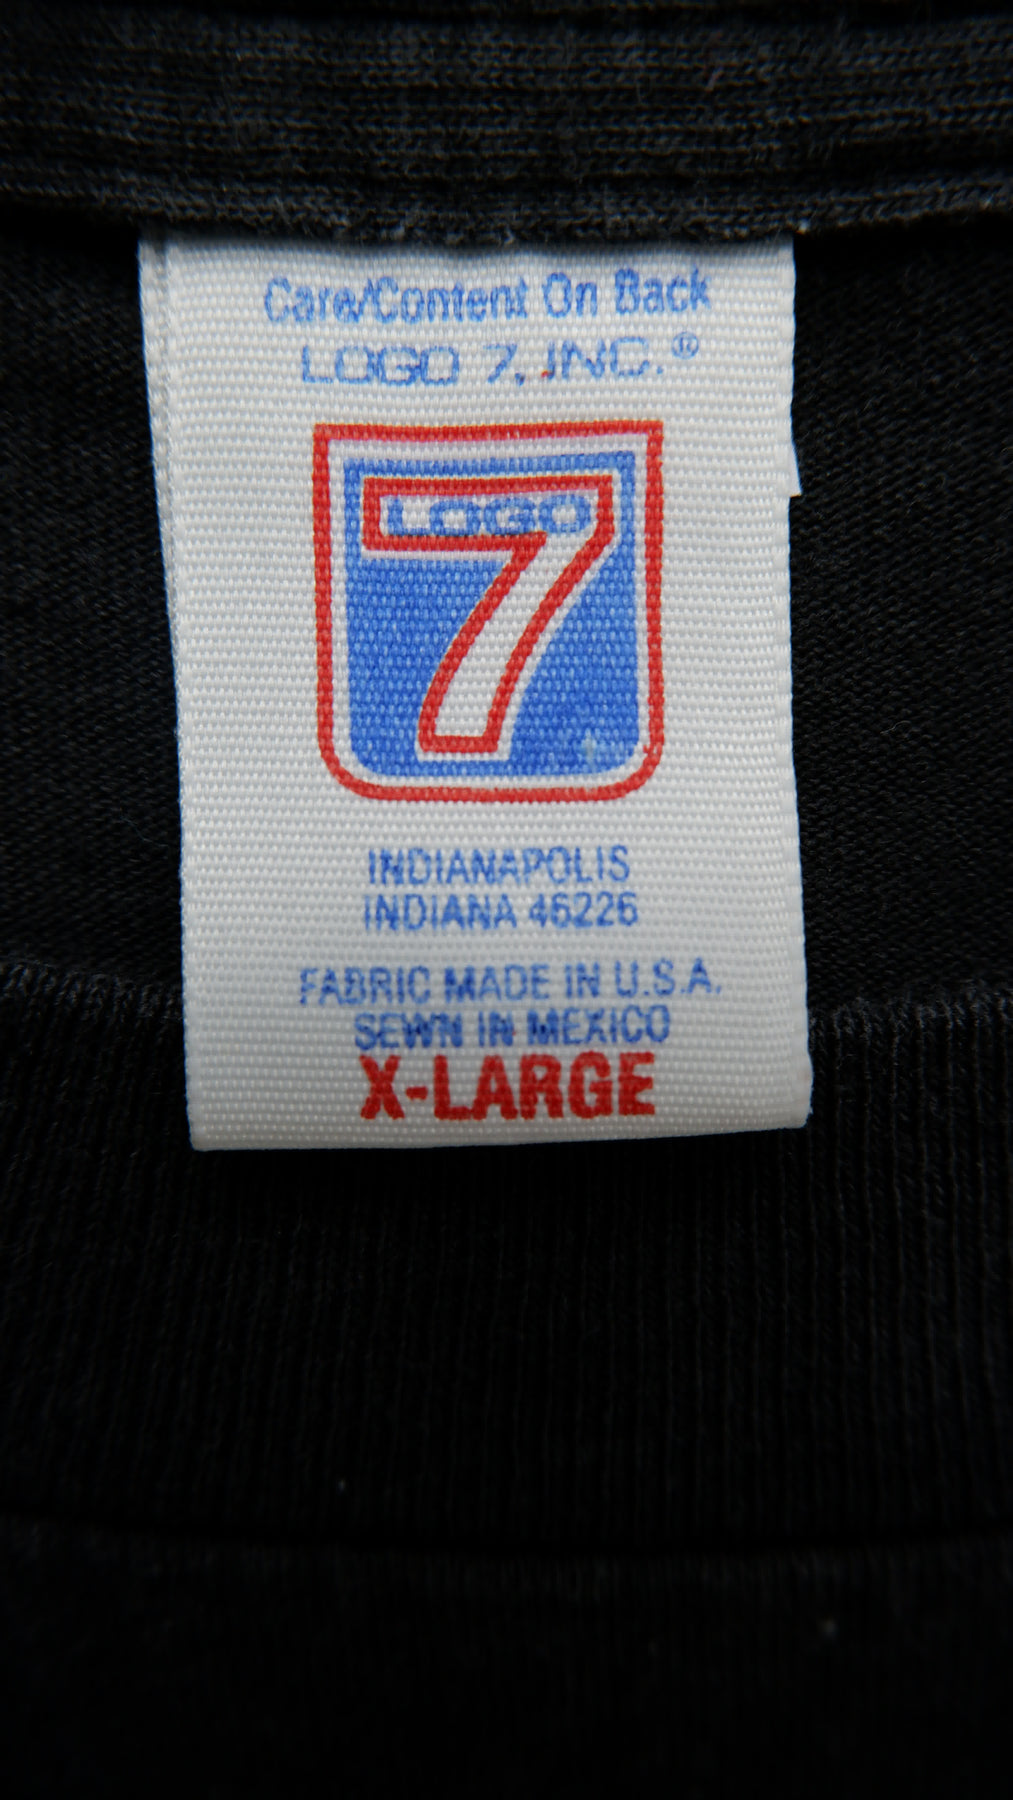 Care/Content On Back
LOGO 7, INC.®
LOGO
7
INDIANAPOLIS
INDIANA 46226
FABRIC MADE IN U.S.A.
SEWN IN MEXICO
X-LARGE